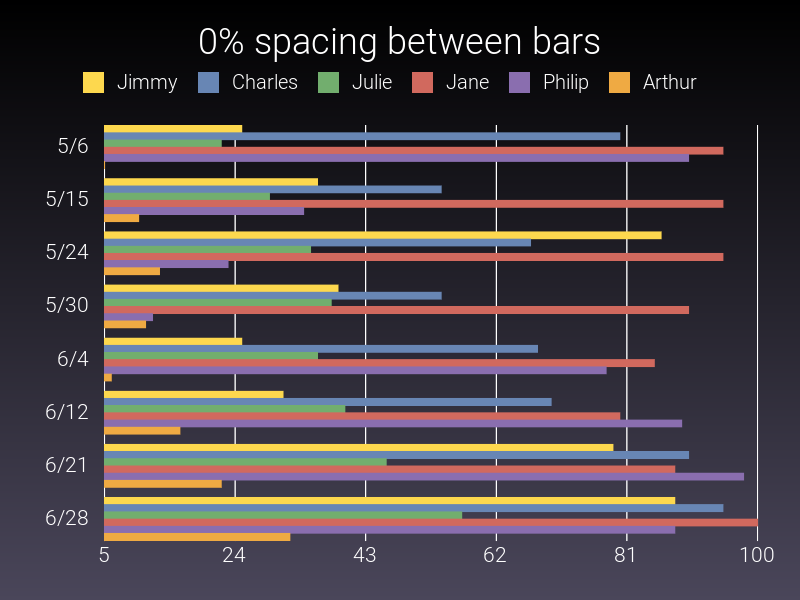 0% spacing between bars
Jimmy Charles Julie Jane Philip Arthur
5/6
5/15
5/24
5/30
6/4
6/12
6/21
6/28
5 24 43 62 81 100